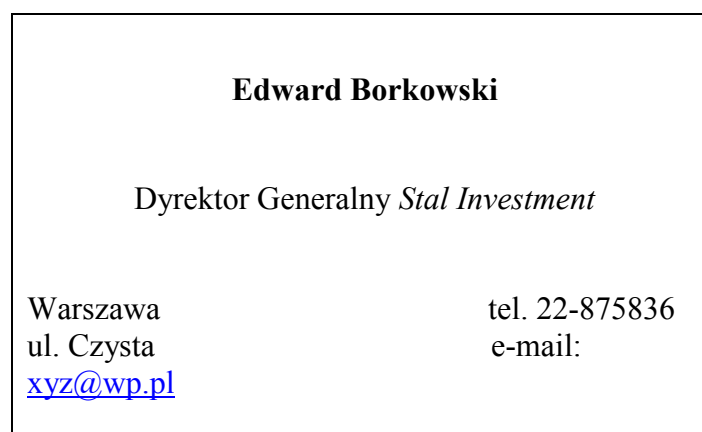 Edward Borkowski
Dyrektor Generalny Stal Investment
Warszawa tel. 22-875836
ul. Czysta e-mail:
xyz@wp.pl